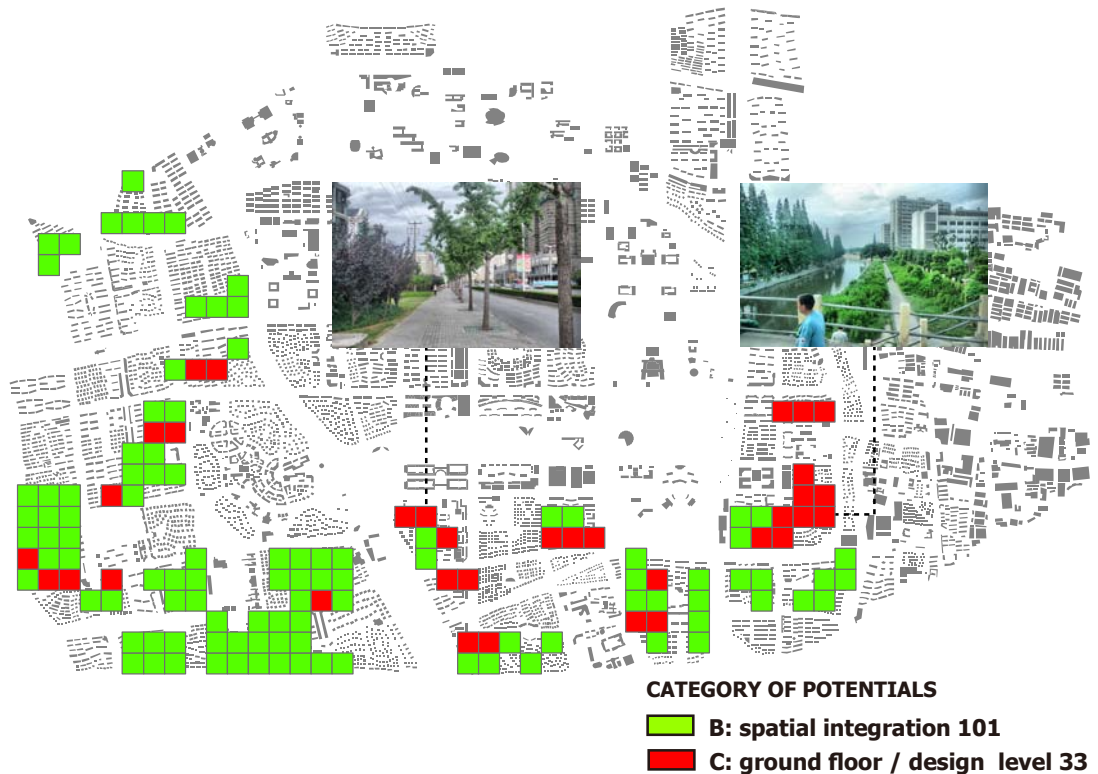 CATEGORY OF POTENTIALS
B: spatial integration 101
C: ground floor / design level 33